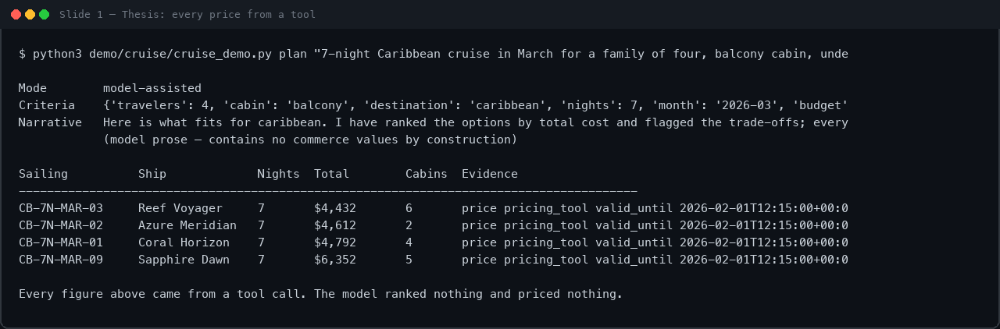 Slide 1 — Thesis: every price from a tool
$ python3 demo/cruise/cruise_demo.py plan "7-night Caribbean cruise in March for a family of four, balcony cabin, unde
Mode model-assisted
Criteria {'travelers': 4, 'cabin': 'balcony', 'destination': 'caribbean', 'nights': 7, 'month': '2026-03', 'budget'
Narrative Here is what fits for caribbean. I have ranked the options by total cost and flagged the trade-offs; every
(model prose — contains no commerce values by construction)
Sailing Ship Nights Total Cabins Evidence
CB-7N-MAR-03 Reef Voyager 7 $4,432 6 price pricing_tool valid_until 2026-02-01T12:15:00+00:0
CB-7N-MAR-02 Azure Meridian 7 $4,612 2 price pricing_tool valid_until 2026-02-01T12:15:00+00:0
CB-7N-MAR-01 Coral Horizon 7 $4,792 4 price pricing_tool valid_until 2026-02-01T12:15:00+00:0
CB-7N-MAR-09 Sapphire Dawn 7 $6,352 5 price pricing_tool valid_until 2026-02-01T12:15:00+00:0
Every figure above came from a tool call. The model ranked nothing and priced nothing.